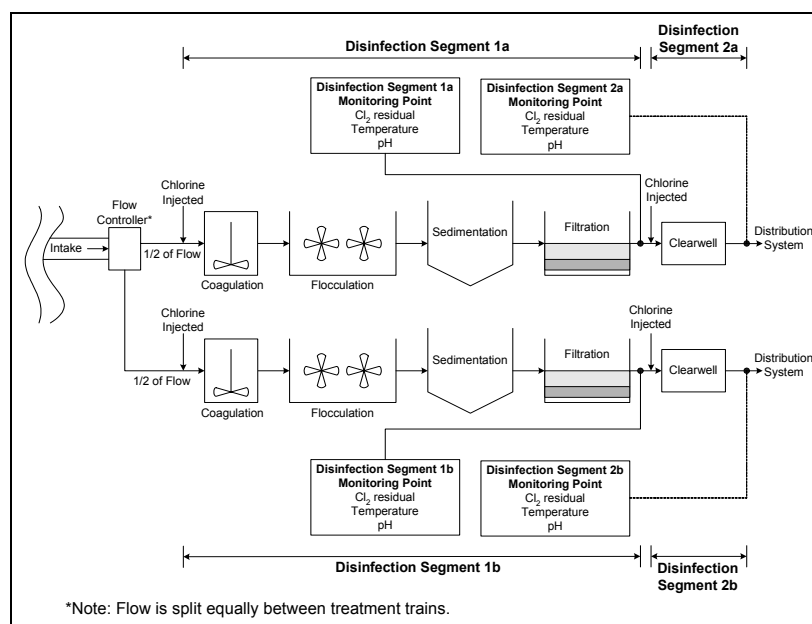 Disinfection Segment 1a
Disinfection
Segment 2a
Disinfection Segment 1a
Monitoring Point
Cl₂ residual
Temperature
pH
Disinfection Segment 2a
Monitoring Point
Cl₂ residual
Temperature
pH
Flow
Controller*
Chlorine
Injected
Chlorine
Injected
Intake
1/2 of Flow
Coagulation
Flocculation
Sedimentation
Filtration
Clearwell
Distribution
System
Chlorine
Injected
Chlorine
Injected
1/2 of Flow
Coagulation
Flocculation
Sedimentation
Filtration
Clearwell
Distribution
System
Disinfection Segment 1b
Monitoring Point
Cl₂ residual
Temperature
pH
Disinfection Segment 2b
Monitoring Point
Cl₂ residual
Temperature
pH
Disinfection Segment 1b
Disinfection
Segment 2b
*Note: Flow is split equally between treatment trains.